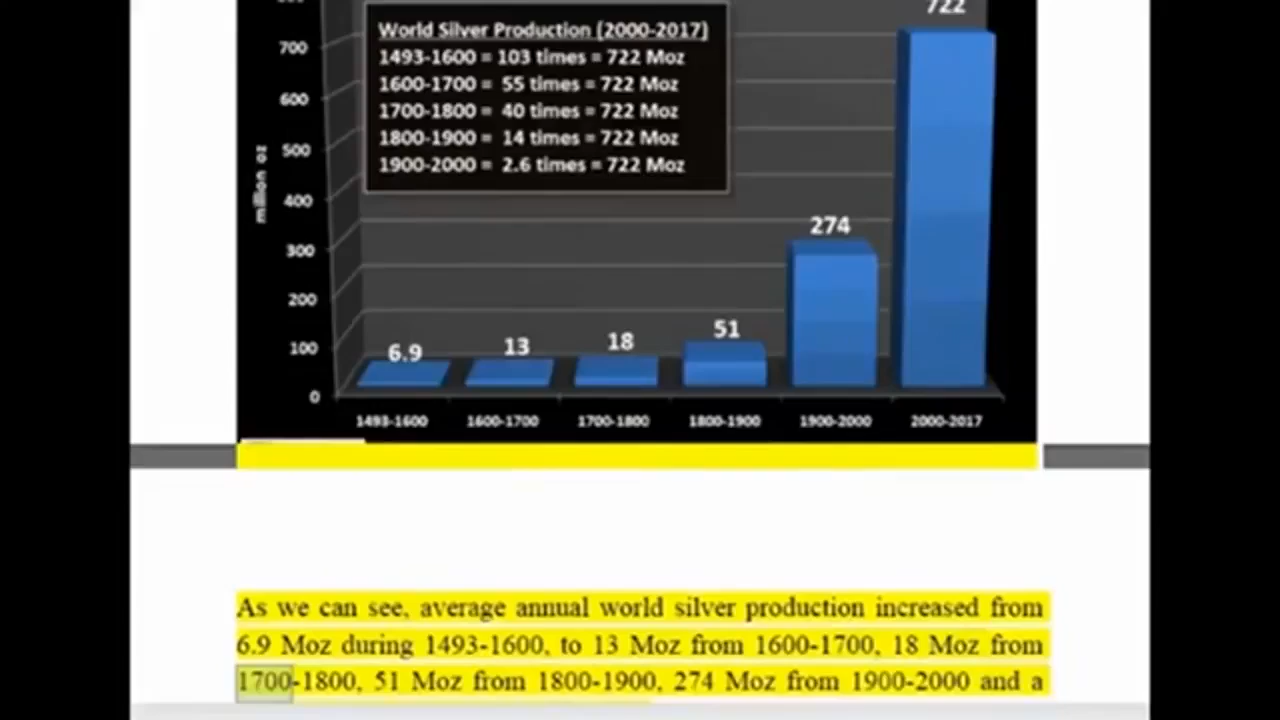 722
World Silver Production (2000-2017)
1493-1600 = 103 times = 722 Moz
1600-1700 = 55 times = 722 Moz
1700-1800 = 40 times = 722 Moz
1800-1900 = 14 times = 722 Moz
1900-2000 = 2.6 times = 722 Moz
700
600
500
400
300
200
100
0
million oz
6.9
13
18
51
274
1493-1600 1600-1700 1700-1800 1800-1900 1900-2000 2000-2017
As we can see, average annual world silver production increased from
6.9 Moz during 1493-1600, to 13 Moz from 1600-1700, 18 Moz from
1700-1800, 51 Moz from 1800-1900, 274 Moz from 1900-2000 and a